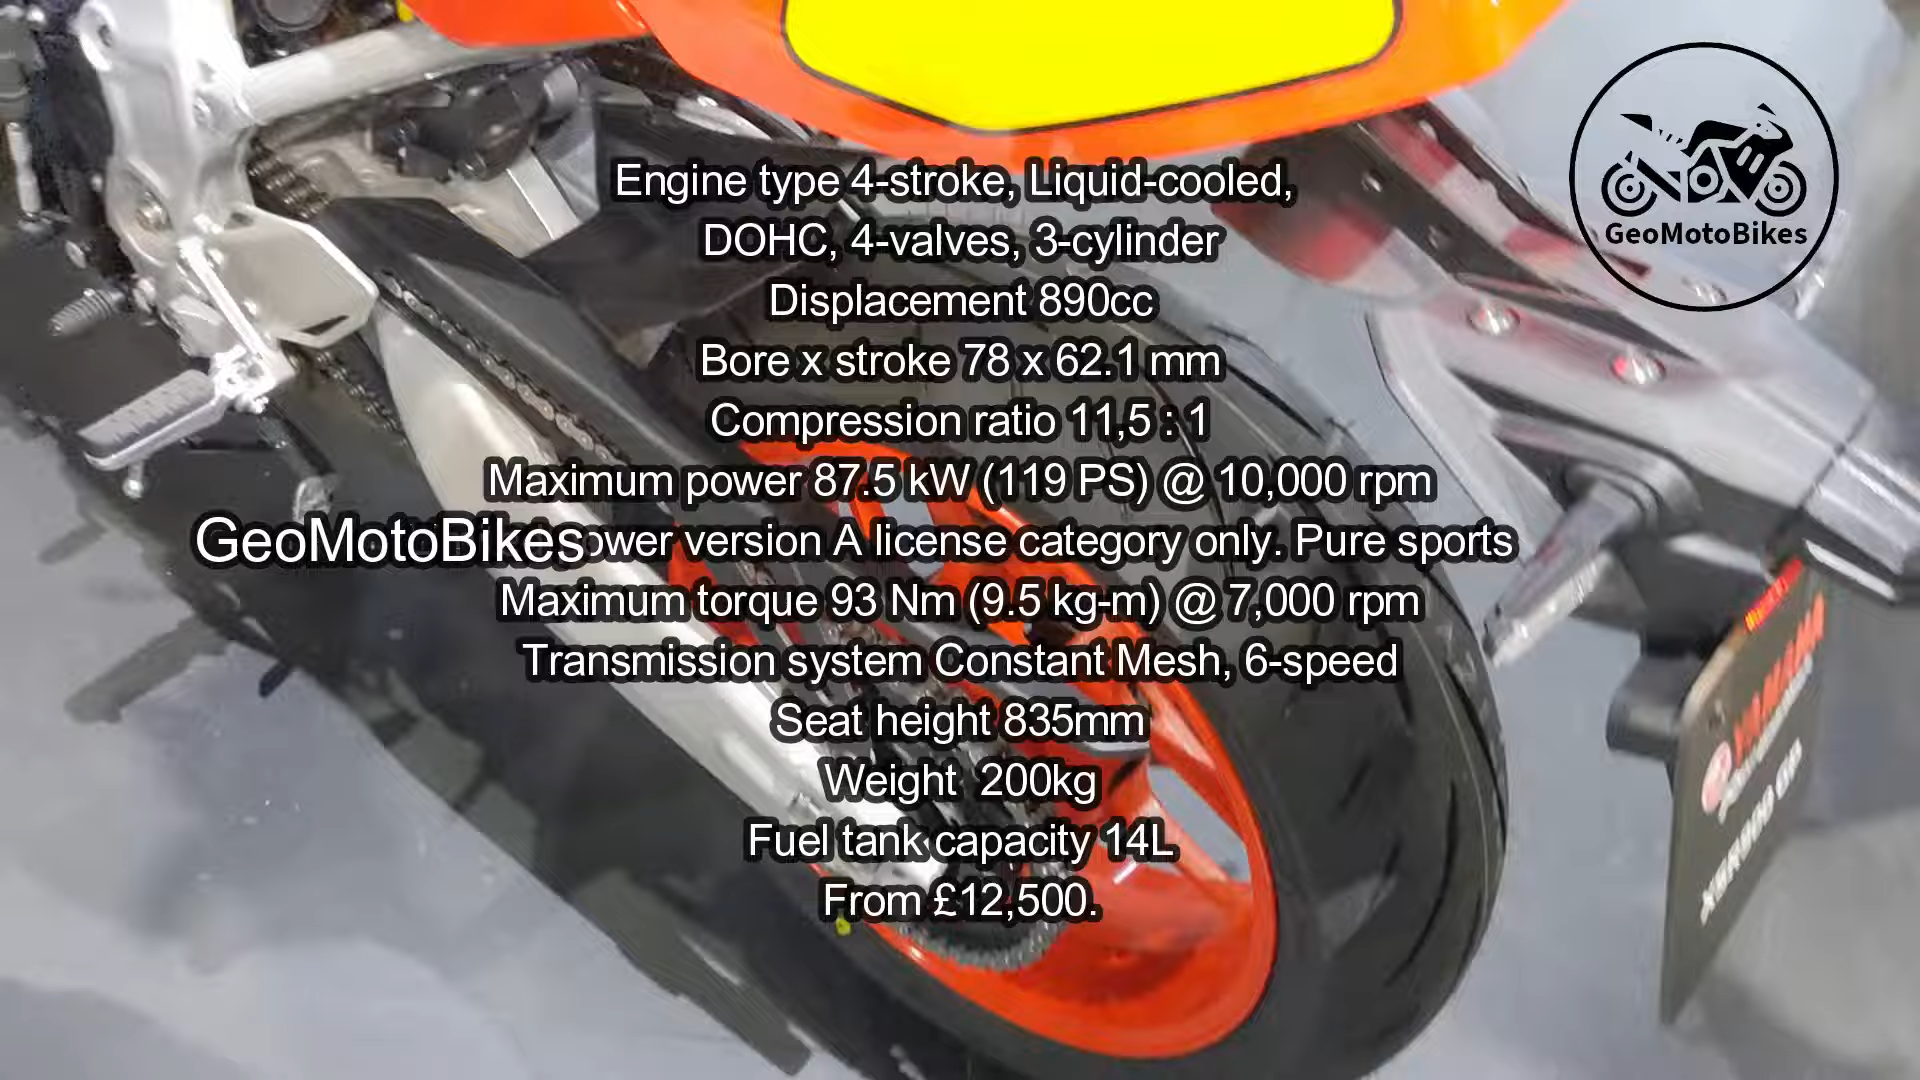 GeoMotoBikes
Engine type 4-stroke, Liquid-cooled,
DOHC, 4-valves, 3-cylinder
Displacement 890cc
Bore x stroke 78 x 62.1 mm
Compression ratio 11,5 : 1
Maximum power 87.5 kW (119 PS) @ 10,000 rpm
GeoMotoBikes
version A license category only. Pure sports
Maximum torque 93 Nm (9.5 kg-m) @ 7,000 rpm
Transmission system Constant Mesh, 6-speed
Seat height 835mm
Weight  200kg
Fuel tank capacity 14L
From £12,500.
YAMAHA
XSR900 GP